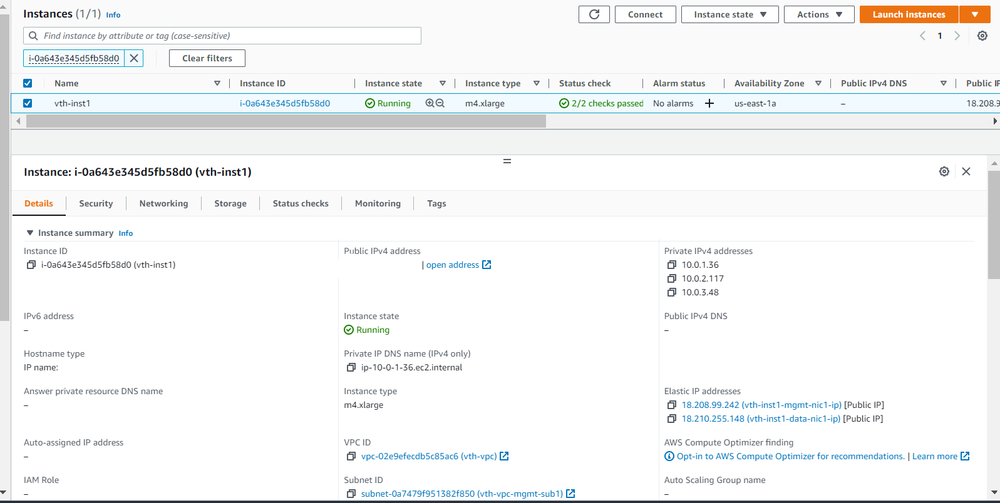 Instances (1/1) Info
Connect
Instance state
Actions
Launch instances
Find instance by attribute or tag (case-sensitive)
1
i-0a643e345d5fb58d0
Clear filters
Name Instance ID Instance state Instance type Status check Alarm status Availability Zone Public IPv4 DNS Public IP
vth-inst1 i-0a643e345d5fb58d0 Running m4.xlarge 2/2 checks passed No alarms + us-east-1a – 18.208.9
Instance: i-0a643e345d5fb58d0 (vth-inst1)
Details Security Networking Storage Status checks Monitoring Tags
Instance summary Info
Instance ID
i-0a643e345d5fb58d0 (vth-inst1)
Public IPv4 address
| open address
Private IPv4 addresses
10.0.1.36
10.0.2.117
10.0.3.48
IPv6 address
–
Instance state
Running
Public IPv4 DNS
–
Hostname type
IP name:
Private IP DNS name (IPv4 only)
ip-10-0-1-36.ec2.internal
Answer private resource DNS name
–
Instance type
m4.xlarge
Elastic IP addresses
18.208.99.242 (vth-inst1-mgmt-nic1-ip) [Public IP]
18.210.255.148 (vth-inst1-data-nic1-ip) [Public IP]
Auto-assigned IP address
–
VPC ID
vpc-02e9efecdb5c85ac6 (vth-vpc)
AWS Compute Optimizer finding
Opt-in to AWS Compute Optimizer for recommendations. | Learn more
IAM Role
–
Subnet ID
subnet-0a7479f951382f850 (vth-vpc-mgmt-sub1)
Auto Scaling Group name
–